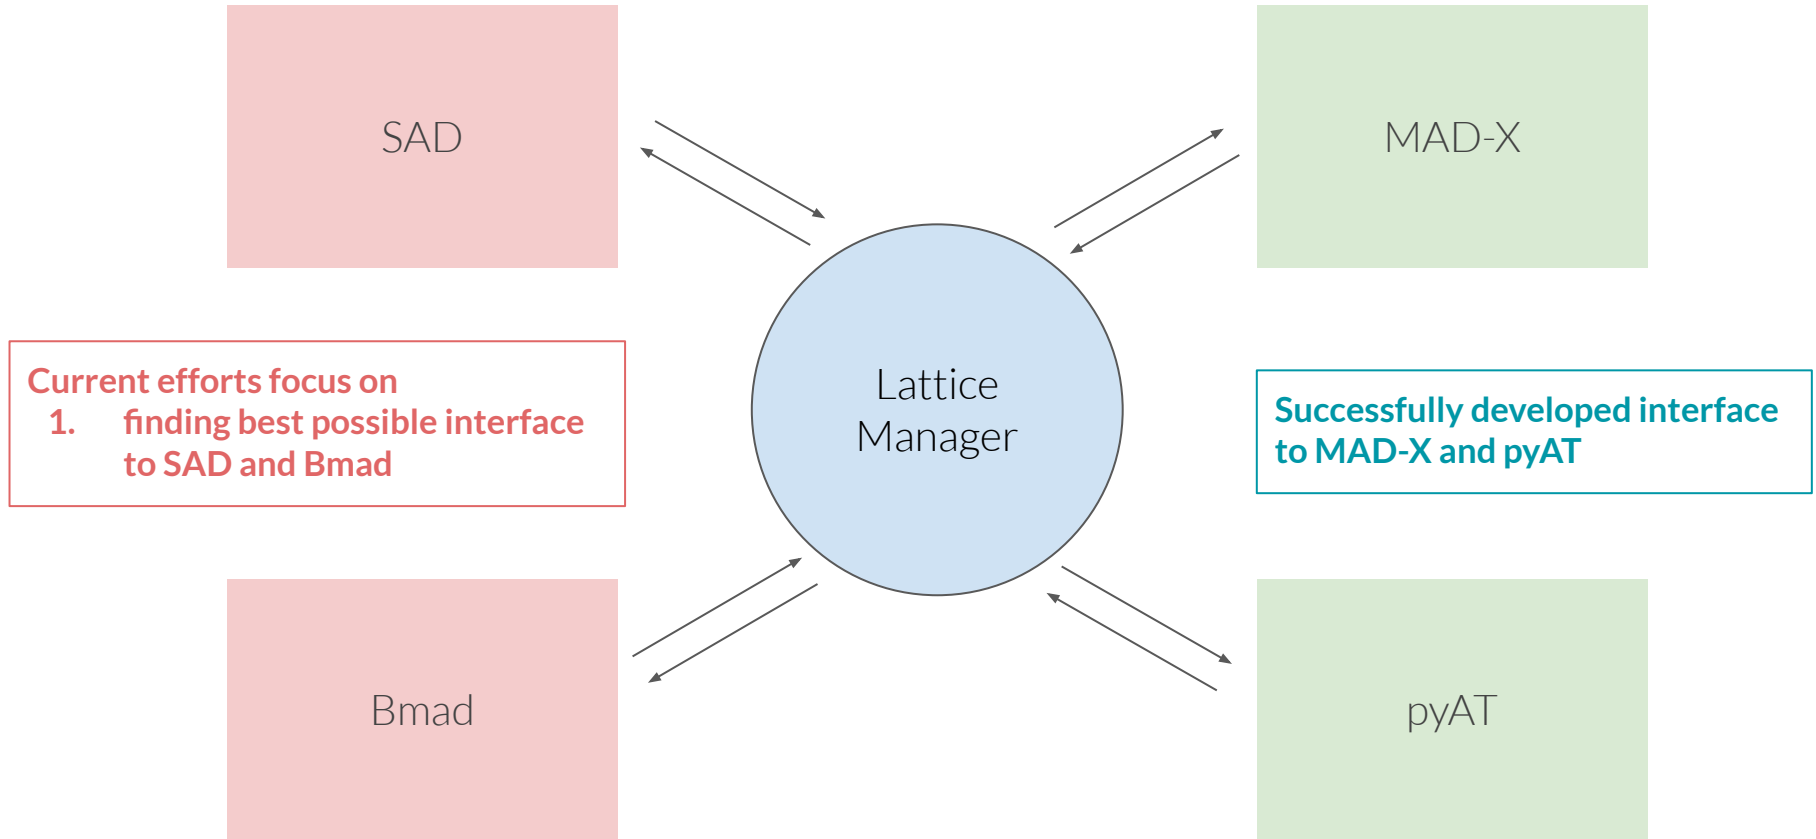 SAD
MAD-X
Current efforts focus on
1. finding best possible interface
to SAD and Bmad
Lattice
Manager
Successfully developed interface
to MAD-X and pyAT
Bmad
pyAT